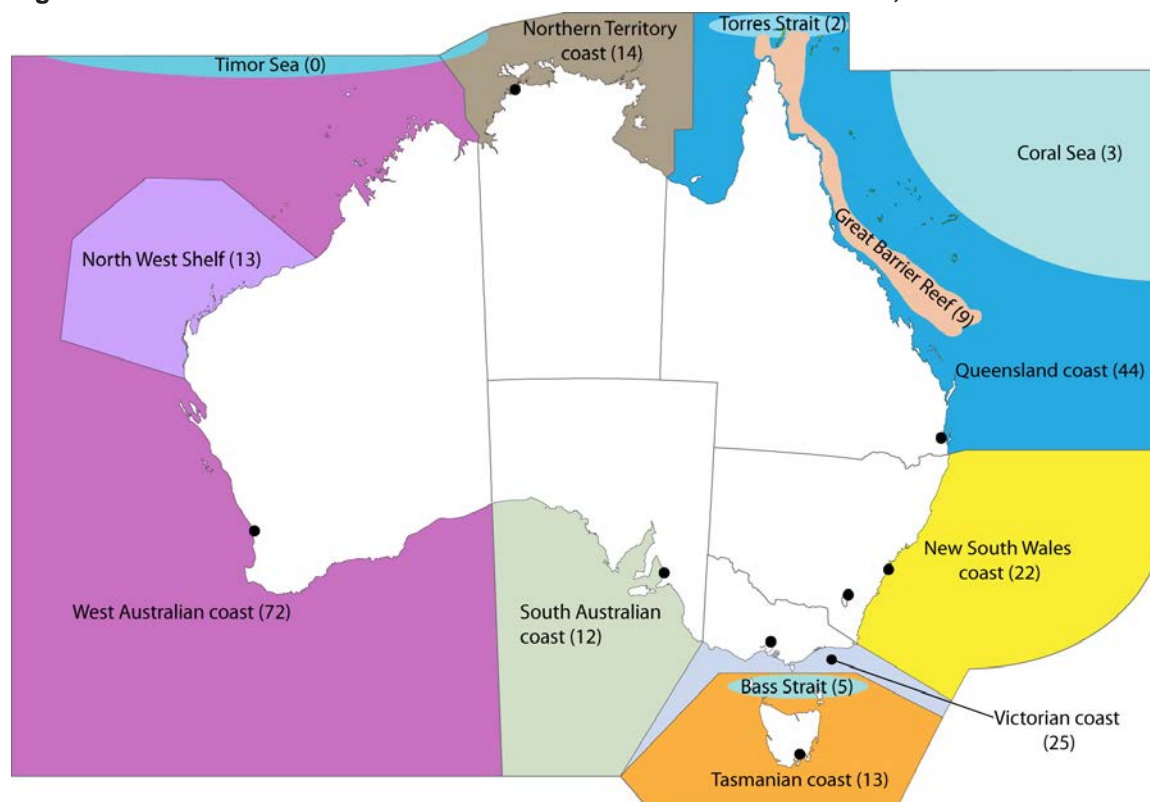 Torres Strait (2)
Northern Territory
coast (14)
Timor Sea (0)
Coral Sea (3)
North West Shelf (13)
Great Barrier Reef (9)
Queensland coast (44)
New South Wales
coast (22)
West Australian coast (72)
South Australian
coast (12)
Bass Strait (5)
Victorian coast
(25)
Tasmanian coast (13)